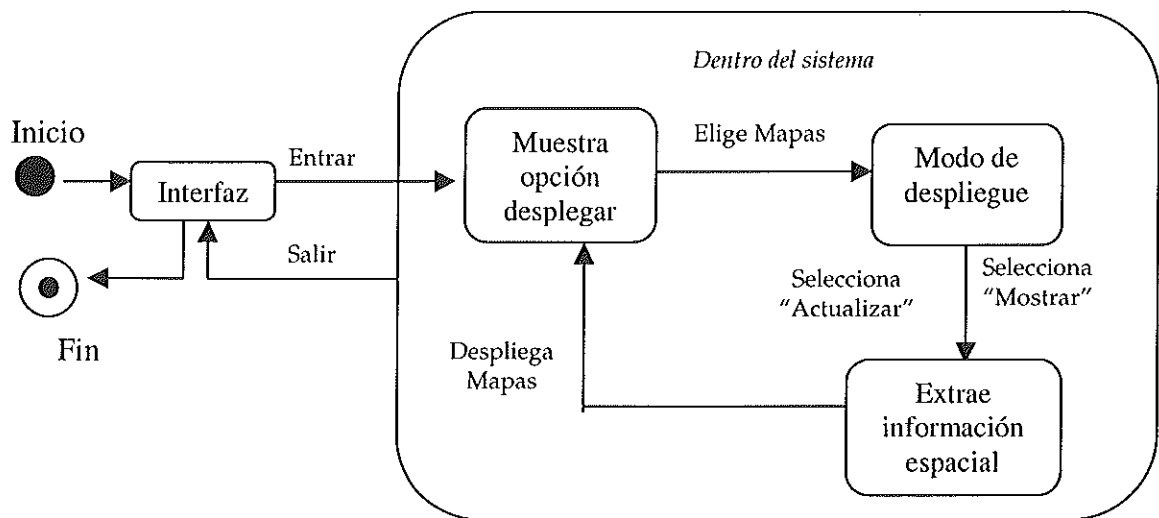 Dentro del sistema
Inicio
Entrar
Interfaz
Salir
Fin
Muestra
opción
desplegar
Elige Mapas
Modo de
despliegue
Selecciona
“Actualizar”
Selecciona
“Mostrar”
Despliega
Mapas
Extrae
información
espacial